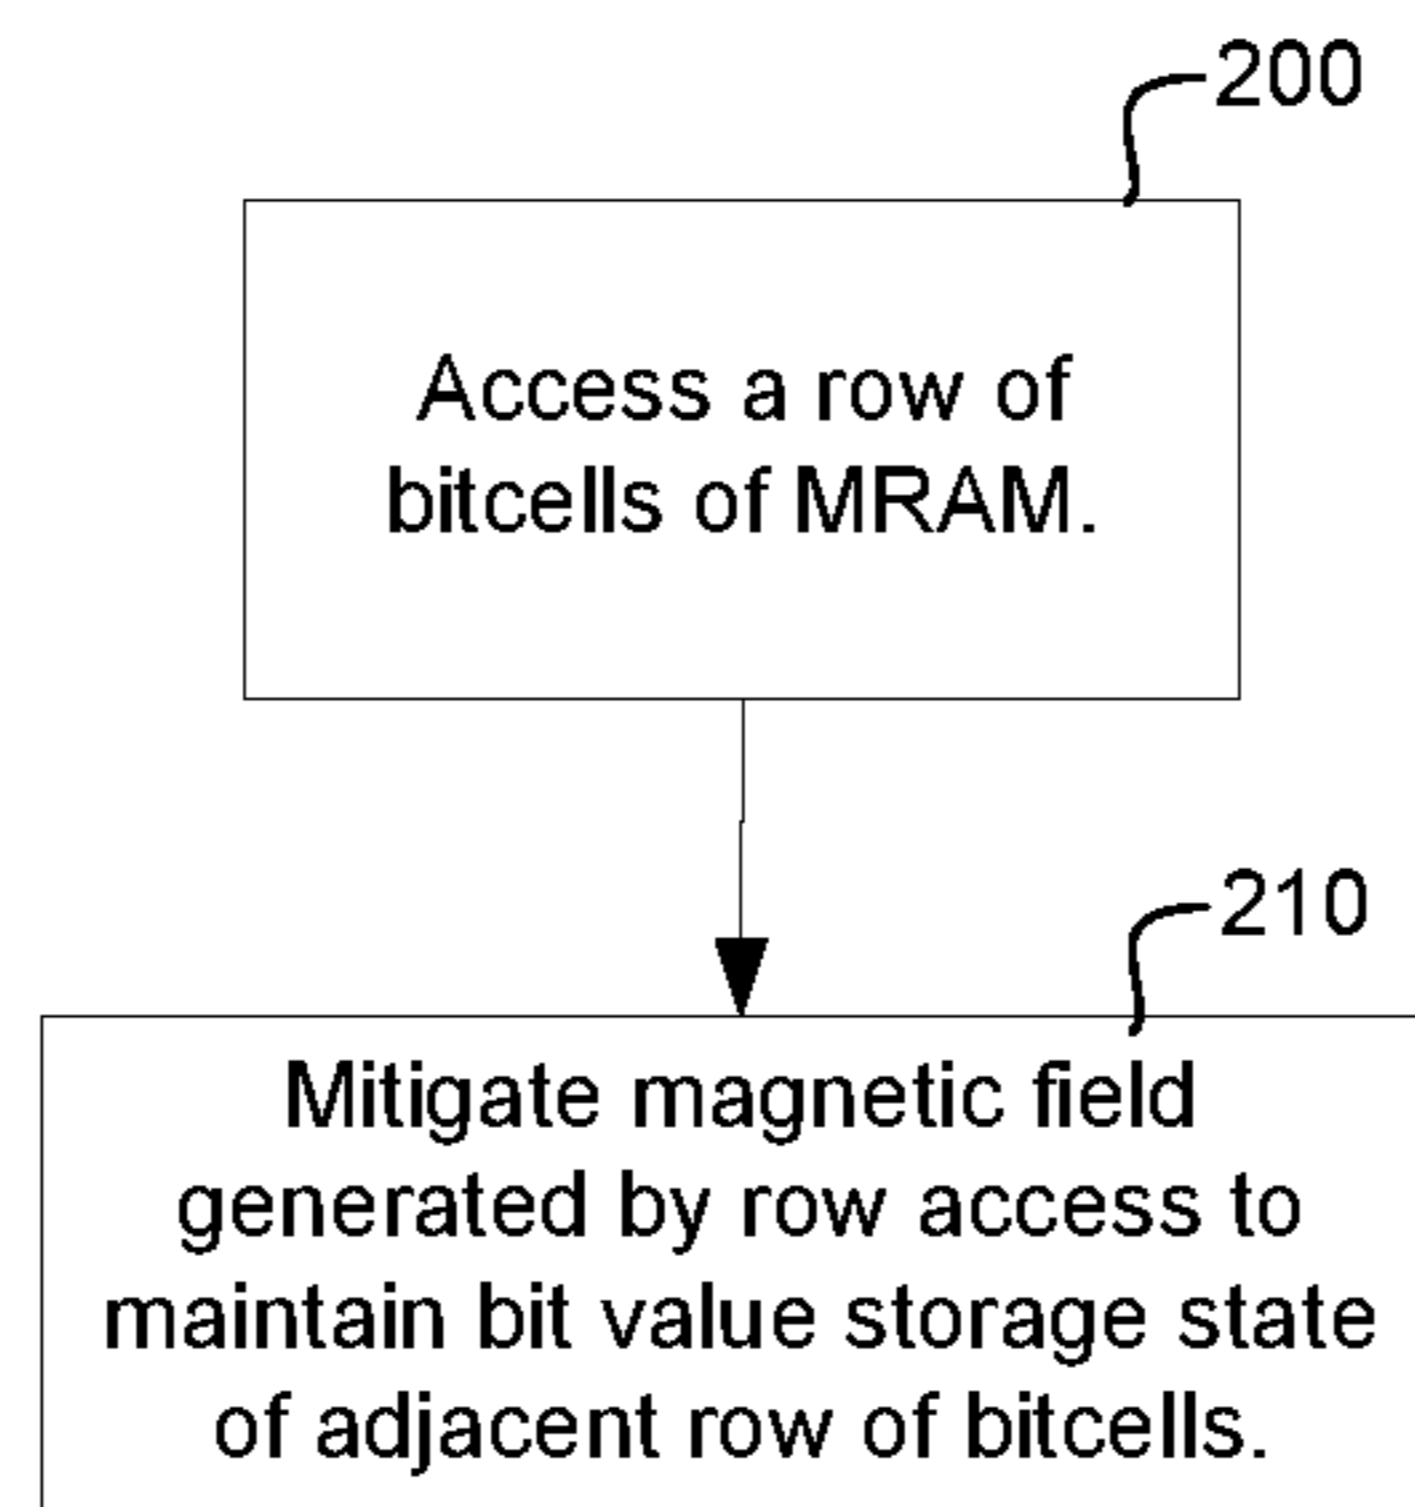 200
Access a row of
bitcells of MRAM.
210
Mitigate magnetic field
generated by row access to
maintain bit value storage state
of adjacent row of bitcells.